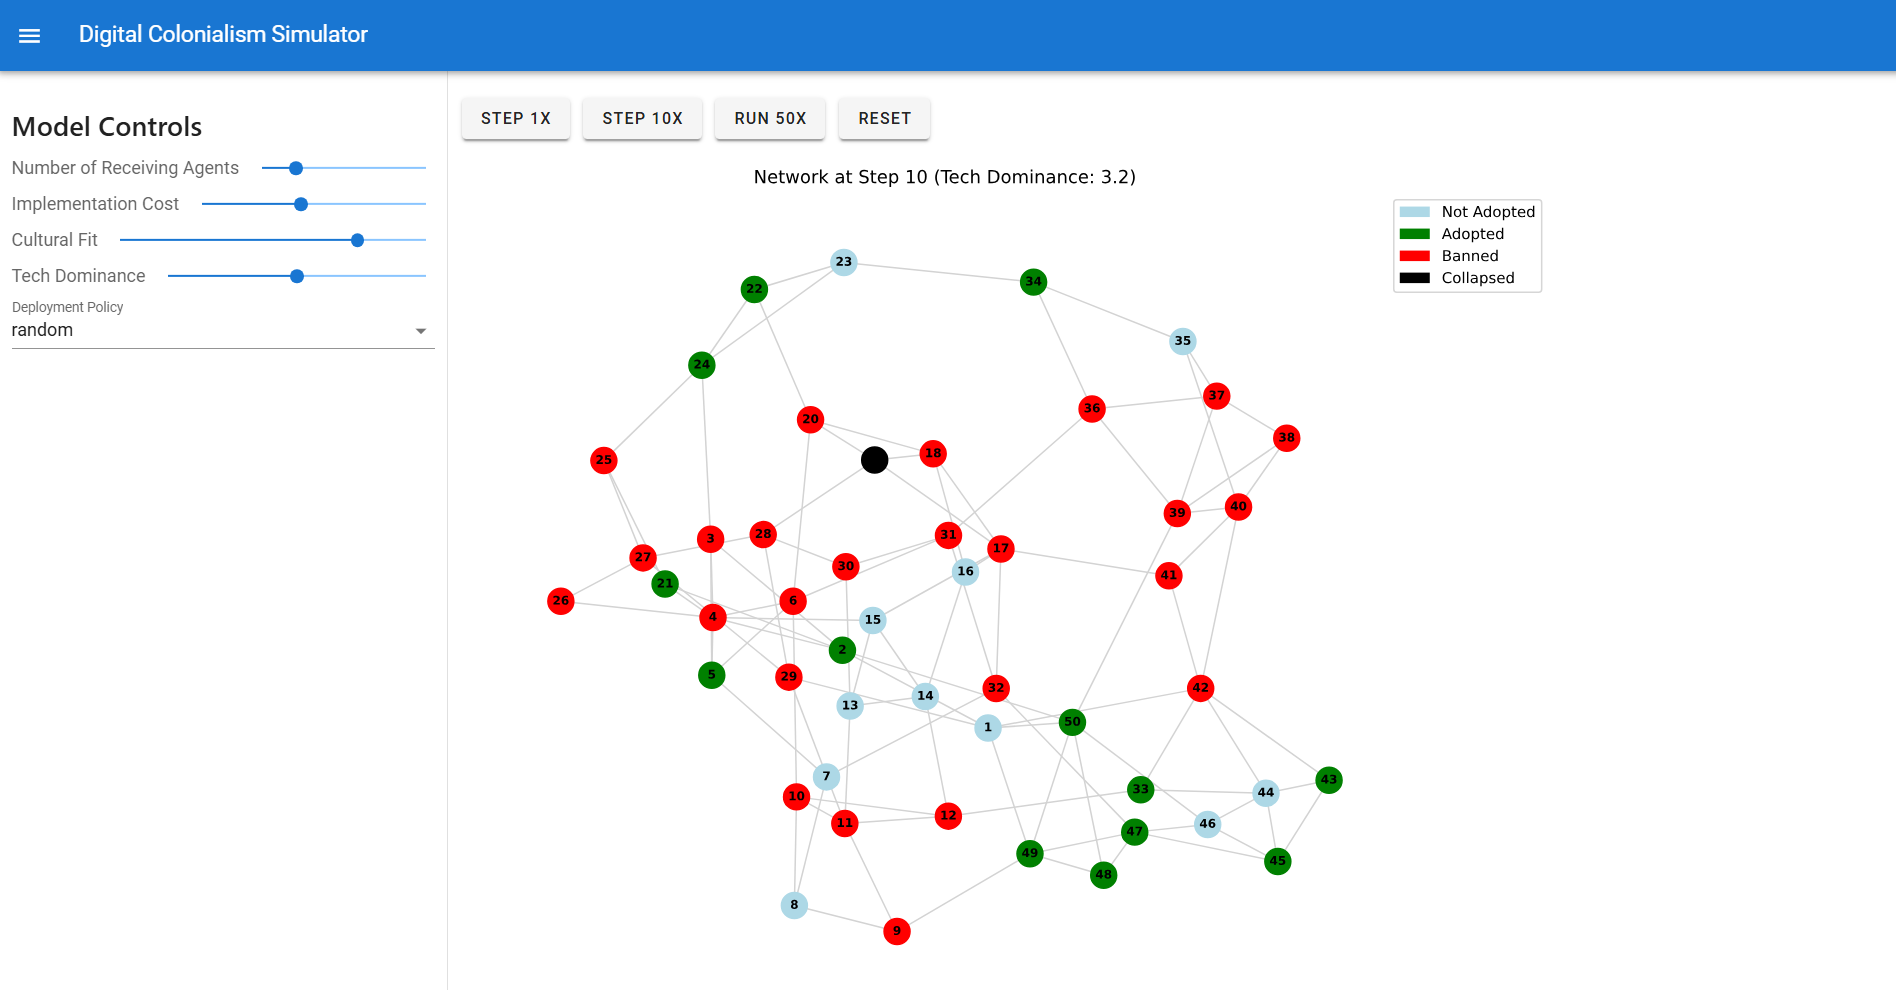 Digital Colonialism Simulator
Model Controls
Number of Receiving Agents
Implementation Cost
Cultural Fit
Tech Dominance
Deployment Policy
random
STEP 1X
STEP 10X
RUN 50X
RESET
Network at Step 10 (Tech Dominance: 3.2)
Not Adopted
Adopted
Banned
Collapsed
23
34
22
35
24
37
36
20
38
18
25
40
39
28
31
3
17
27
30
16
41
21
26
6
4
15
2
5
29
32
42
14
13
50
1
7
43
33
44
10
12
11
46
47
49
45
48
8
9